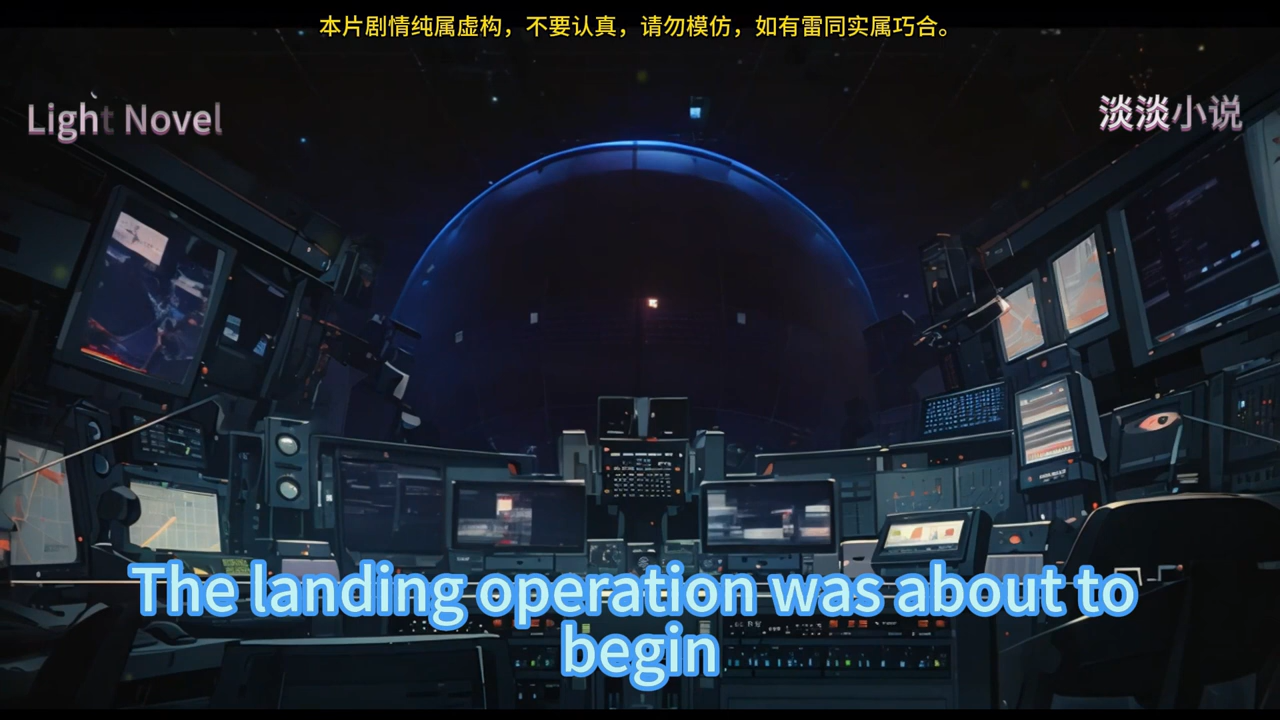 本片剧情纯属虚构，不要认真，请勿模仿，如有雷同实属巧合。
Light Novel
淡淡小说
The landing operation was about to
begin